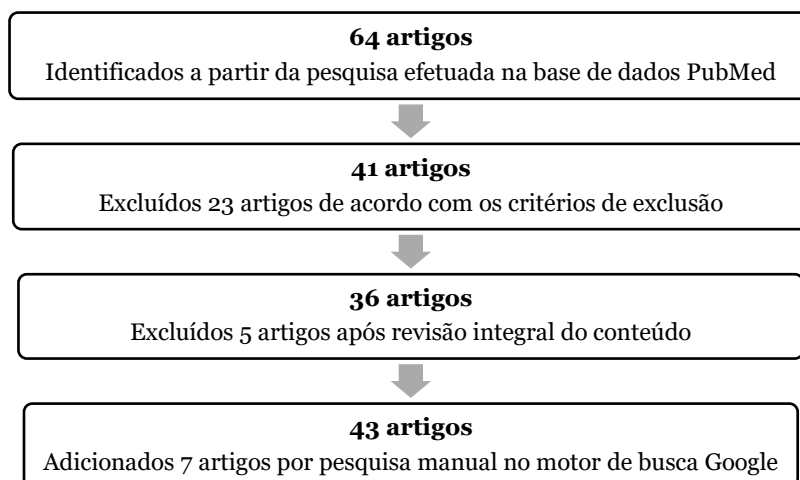 64 artigos
Identificados a partir da pesquisa efetuada na base de dados PubMed
41 artigos
Excluídos 23 artigos de acordo com os critérios de exclusão
36 artigos
Excluídos 5 artigos após revisão integral do conteúdo
43 artigos
Adicionados 7 artigos por pesquisa manual no motor de busca Google